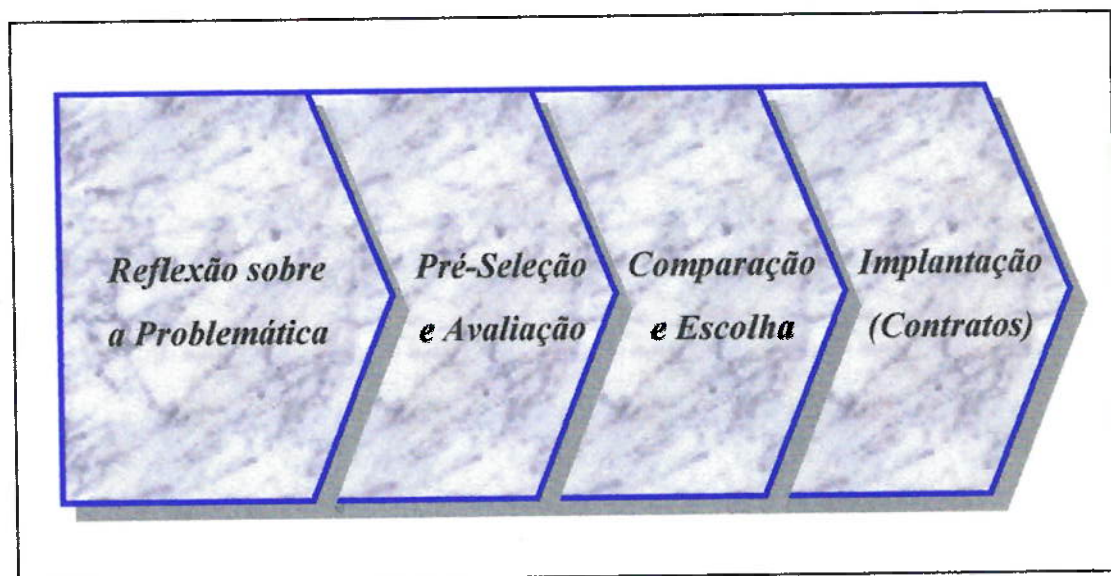 Reflexão sobre
a Problemática
Pré-Seleção
e Avaliação
Comparação
e Escolha
Implantação
(Contratos)